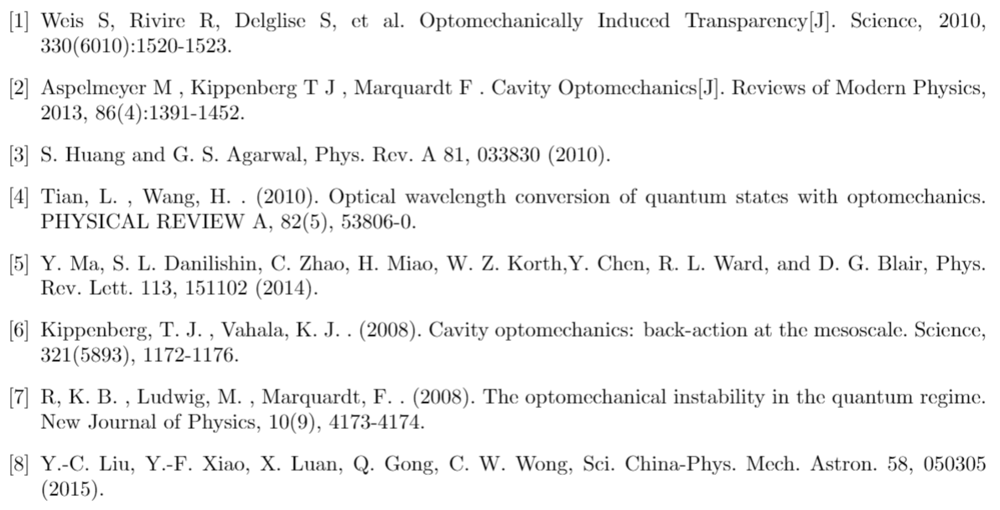 [1] Weis S, Rivire R, Delglise S, et al. Optomechanically Induced Transparency[J]. Science, 2010,
330(6010):1520-1523.
[2] Aspelmeyer M , Kippenberg T J , Marquardt F . Cavity Optomechanics[J]. Reviews of Modern Physics,
2013, 86(4):1391-1452.
[3] S. Huang and G. S. Agarwal, Phys. Rev. A 81, 033830 (2010).
[4] Tian, L. , Wang, H. . (2010). Optical wavelength conversion of quantum states with optomechanics.
PHYSICAL REVIEW A, 82(5), 53806-0.
[5] Y. Ma, S. L. Danilishin, C. Zhao, H. Miao, W. Z. Korth,Y. Chen, R. L. Ward, and D. G. Blair, Phys.
Rev. Lett. 113, 151102 (2014).
[6] Kippenberg, T. J. , Vahala, K. J. . (2008). Cavity optomechanics: back-action at the mesoscale. Science,
321(5893), 1172-1176.
[7] R, K. B. , Ludwig, M. , Marquardt, F. . (2008). The optomechanical instability in the quantum regime.
New Journal of Physics, 10(9), 4173-4174.
[8] Y.-C. Liu, Y.-F. Xiao, X. Luan, Q. Gong, C. W. Wong, Sci. China-Phys. Mech. Astron. 58, 050305
(2015).